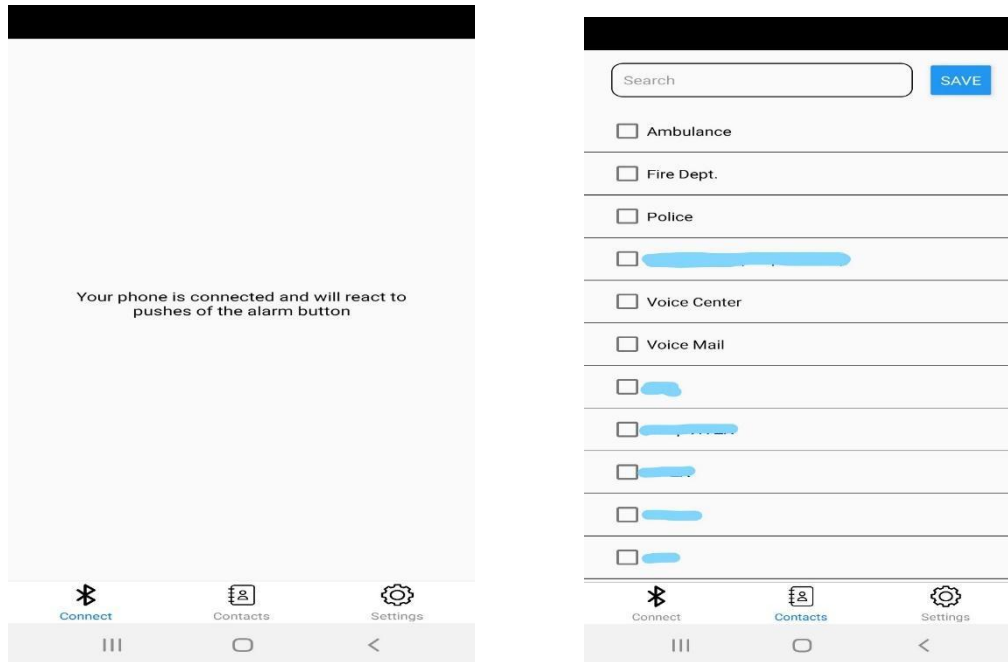 Your phone is connected and will react to
pushes of the alarm button
Connect
Contacts
Settings
Search
SAVE
Ambulance
Fire Dept.
Police
Voice Center
Voice Mail
Connect
Contacts
Settings